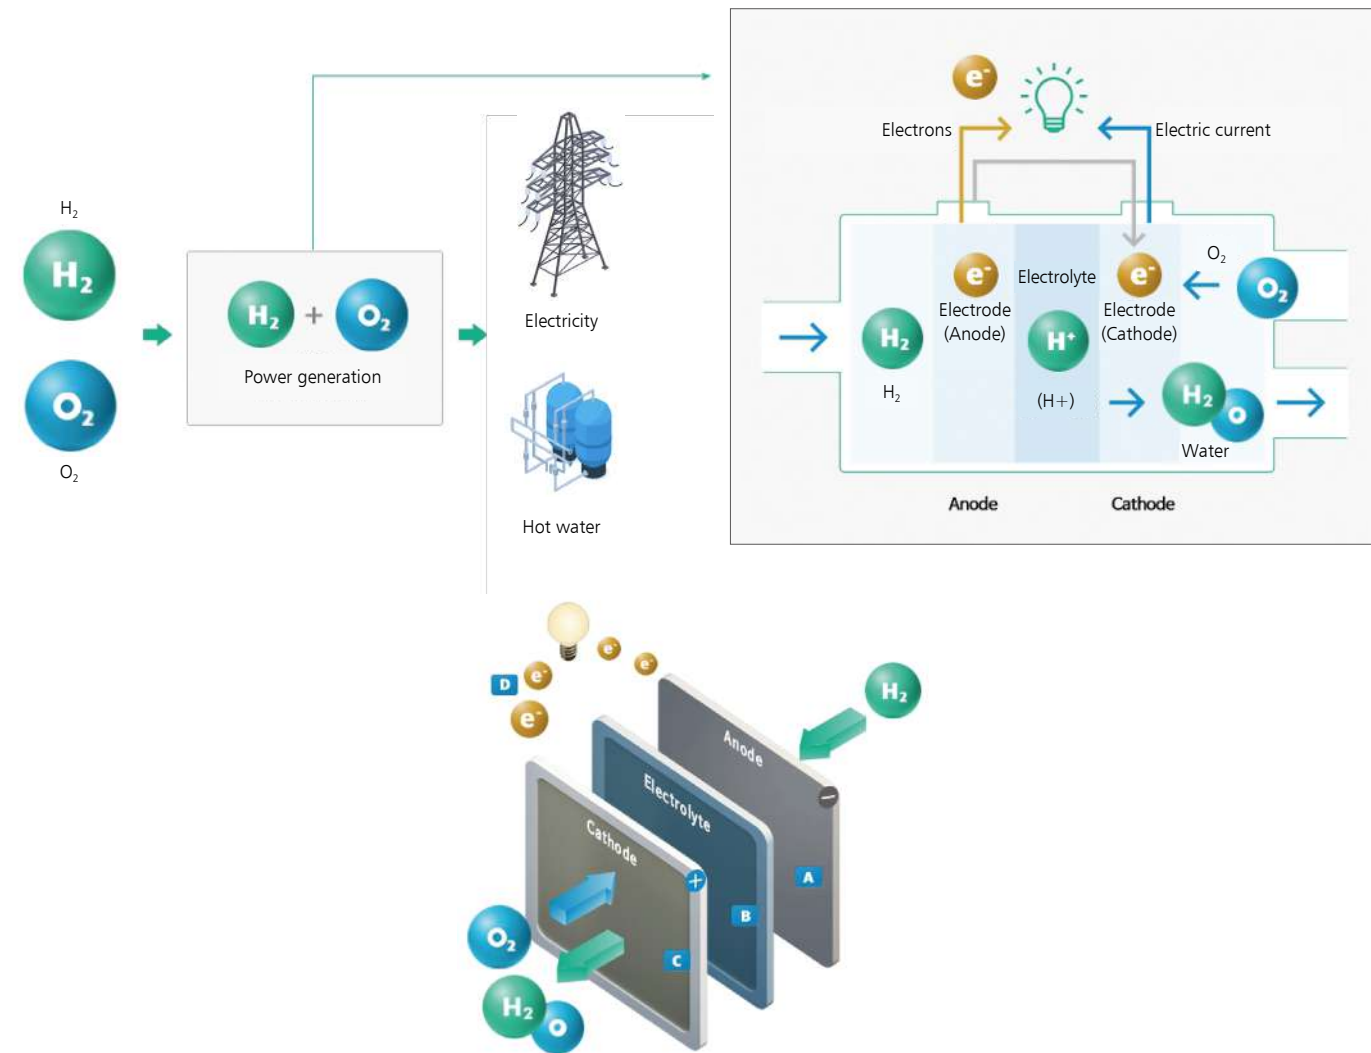 H₂
H₂
O₂
O₂
H₂ + O₂
Power generation
Electricity
Hot water
e⁻
Electrons
Electric current
e⁻
Electrode
(Anode)
Electrolyte
e⁻
Electrode
(Cathode)
O₂
O₂
H₂
H₂
H⁺
(H+)
H₂
O
Water
Anode
Cathode
e⁻
e⁻
D
e⁻
e⁻
H₂
Anode
−
A
Electrolyte
B
Cathode
+
C
O₂
H₂
O